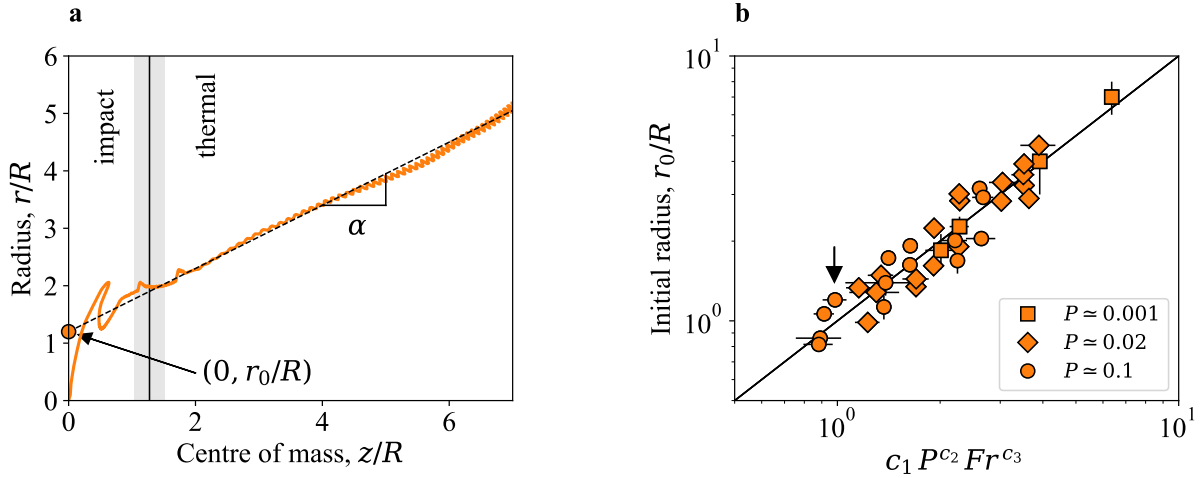 a
Radius, r/R
6
5
4
3
2
1
0
impact
thermal
α
(0, r₀/R)
0
2
4
6
Centre of mass, z/R
b
Initial radius, r₀/R
10¹
10⁰
P ≃ 0.001
P ≃ 0.02
P ≃ 0.1
10⁰
10¹
c₁ P^c₂ Fr^c₃